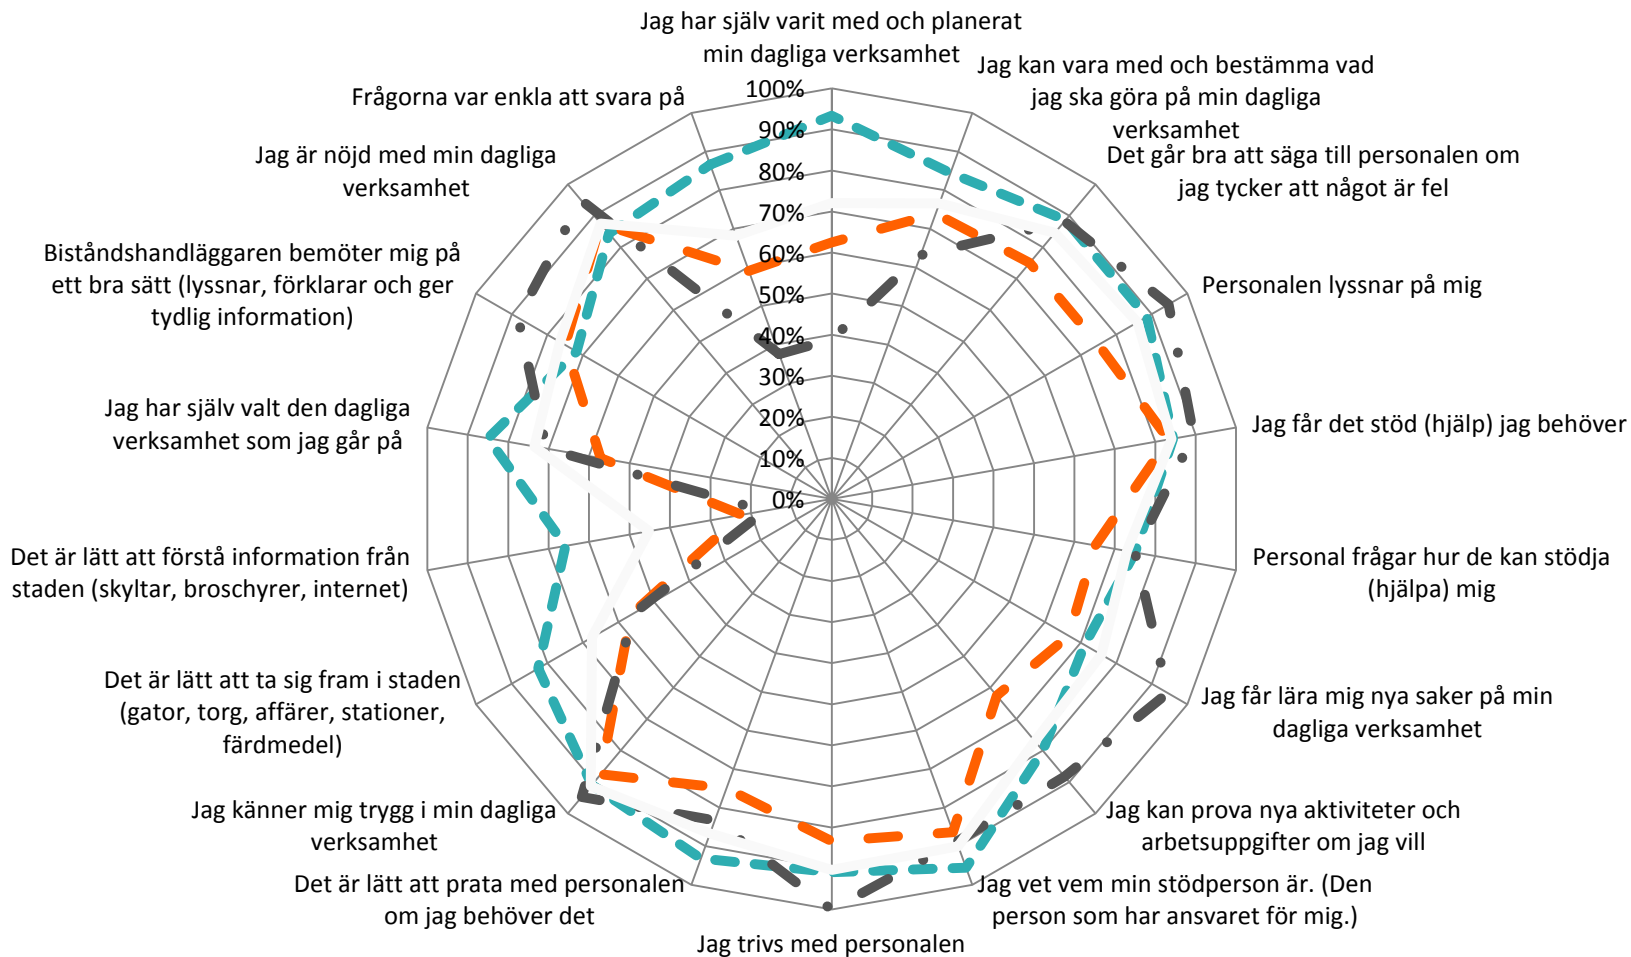 Jag har själv varit med och planerat
min dagliga verksamhet
Jag kan vara med och bestämma vad
jag ska göra på min dagliga
verksamhet
Det går bra att säga till personalen om
jag tycker att något är fel
Personalen lyssnar på mig
Jag får det stöd (hjälp) jag behöver
Personal frågar hur de kan stödja
(hjälpa) mig
Jag får lära mig nya saker på min
dagliga verksamhet
Jag kan prova nya aktiviteter och
arbetsuppgifter om jag vill
Jag vet vem min stödperson är. (Den
person som har ansvaret för mig.)
Jag trivs med personalen
Det är lätt att prata med personalen
om jag behöver det
Jag känner mig trygg i min dagliga
verksamhet
Det är lätt att ta sig fram i staden
(gator, torg, affärer, stationer,
färdmedel)
Det är lätt att förstå information från
staden (skyltar, broschyrer, internet)
Jag har själv valt den dagliga
verksamhet som jag går på
Biståndshandläggaren bemöter mig på
ett bra sätt (lyssnar, förklarar och ger
tydlig information)
Jag är nöjd med min dagliga
verksamhet
Frågorna var enkla att svara på
100%
90%
80%
70%
60%
50%
40%
30%
20%
10%
0%